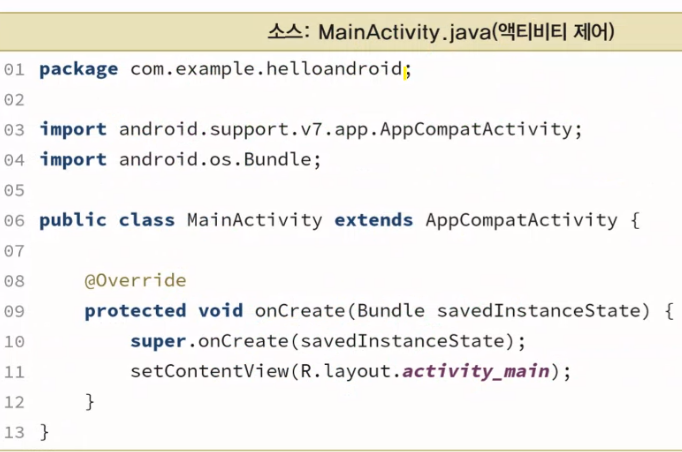 소스: MainActivity.java(액티비티 제어)
01 package com.example.helloandroid;
02
03 import android.support.v7.app.AppCompatActivity;
04 import android.os.Bundle;
05
06 public class MainActivity extends AppCompatActivity {
07
08     @Override
09     protected void onCreate(Bundle savedInstanceState) {
10         super.onCreate(savedInstanceState);
11         setContentView(R.layout.activity_main);
12     }
13 }